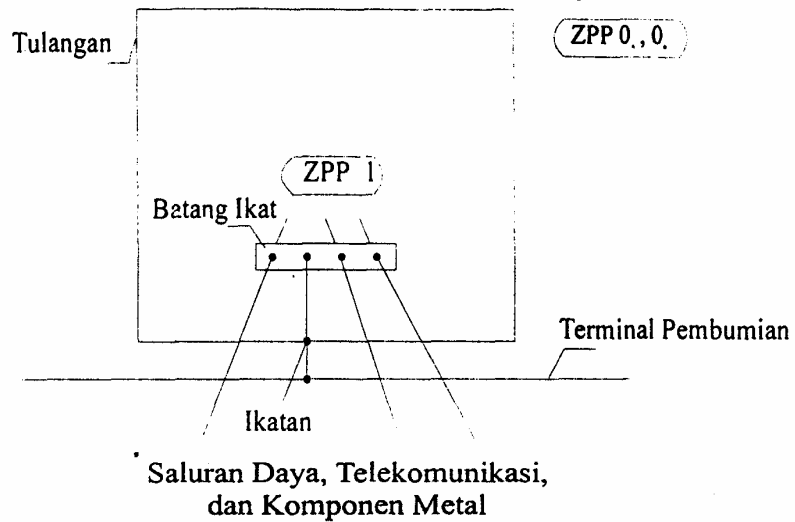 Tulangan
ZPP 0., 0.
ZPP 1
Batang Ikat
Terminal Pembumian
Ikatan
Saluran Daya, Telekomunikasi,
dan Komponen Metal